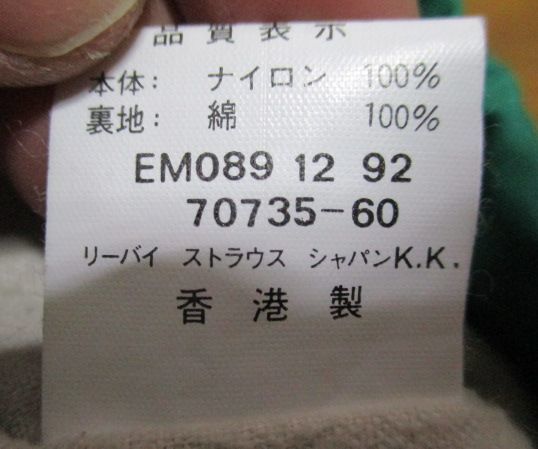 品質表示
本体: ナイロン 100%
裏地: 綿 100%
EM089 12 92
70735-60
リーバイ ストラウス ジャパンK.K.
香港製